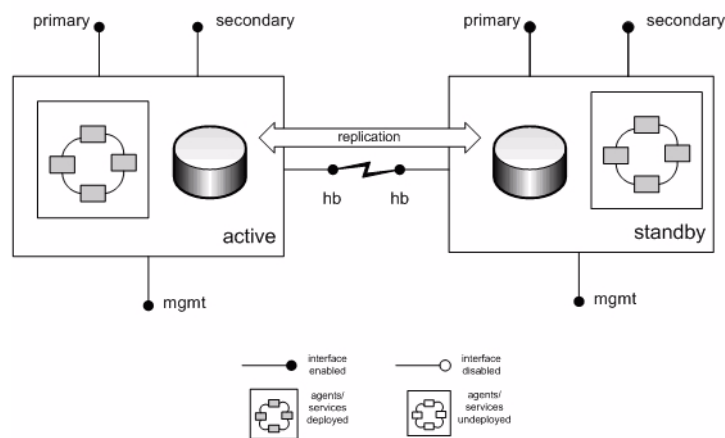 primary
secondary
primary
secondary
replication
hb
hb
active
standby
mgmt
mgmt
interface
enabled
interface
disabled
agents/
services
deployed
agents/
services
undeployed